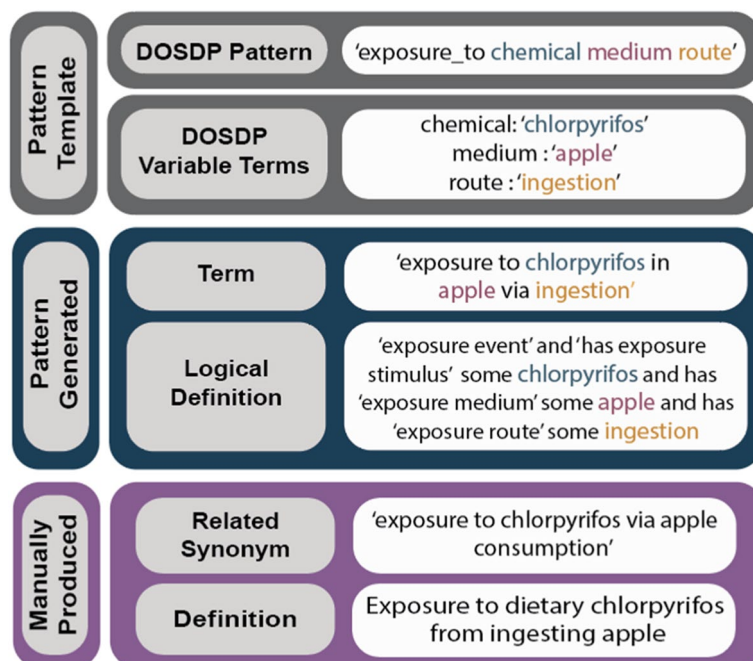 Pattern
Template
DOSDP Pattern
‘exposure_to chemical medium route’
DOSDP
Variable Terms
chemical: ‘chlorpyrifos’
medium : ‘apple’
route : ‘ingestion’
Pattern
Generated
Term
‘exposure to chlorpyrifos in
apple via ingestion’
Logical
Definition
‘exposure event’ and ‘has exposure
stimulus’ some chlorpyrifos and has
‘exposure medium’ some apple and has
‘exposure route’ some ingestion
Manually
Produced
Related
Synonym
‘exposure to chlorpyrifos via apple
consumption’
Definition
Exposure to dietary chlorpyrifos
from ingesting apple